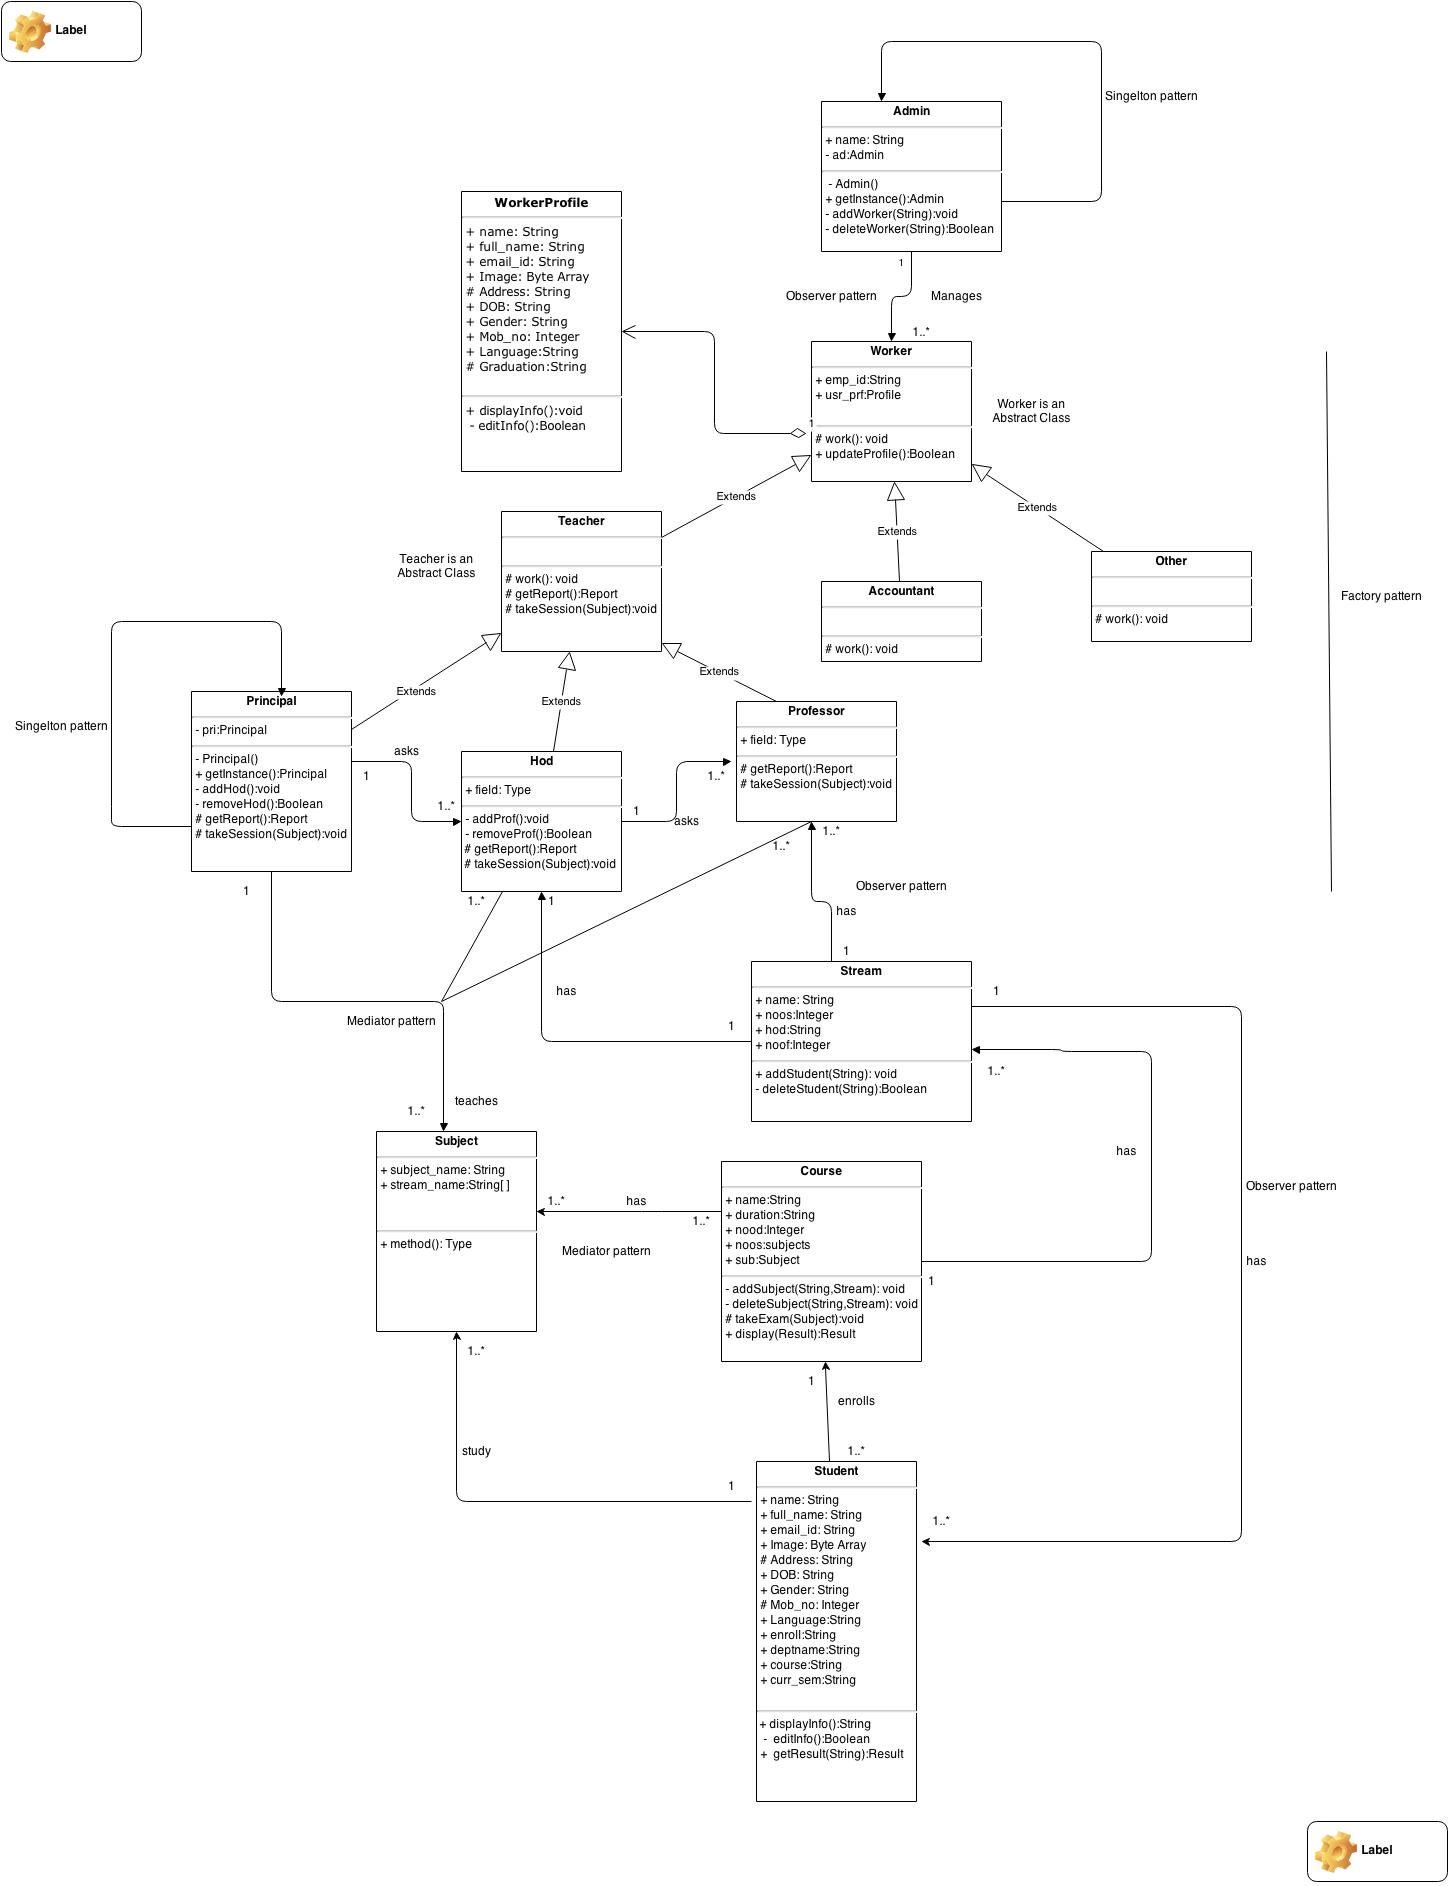 Label
Singelton pattern
Admin
+ name: String
- ad:Admin
- Admin()
+ getInstance():Admin
- addWorker(String):void
- deleteWorker(String):Boolean
1
Observer pattern
Manages
1..*
WorkerProfile
+ name: String
+ full_name: String
+ email_id: String
+ Image: Byte Array
# Address: String
+ DOB: String
+ Gender: String
+ Mob_no: Integer
+ Language:String
# Graduation:String
+ displayInfo():void
- editInfo():Boolean
Worker
+ emp_id:String
+ usr_prf:Profile
1
# work(): void
+ updateProfile():Boolean
Worker is an
Abstract Class
Extends
Extends
Extends
Teacher
# work(): void
# getReport():Report
# takeSession(Subject):void
Teacher is an
Abstract Class
Accountant
# work(): void
Other
# work(): void
Factory pattern
Extends
Extends
Extends
Singelton pattern
Principal
- pri:Principal
- Principal()
+ getInstance():Principal
- addHod():void
- removeHod():Boolean
# getReport():Report
# takeSession(Subject):void
asks
1
1..*
Hod
+ field: Type
- addProf():void
- removeProf():Boolean
# getReport():Report
# takeSession(Subject):void
1
asks
1..*
Professor
+ field: Type
# getReport():Report
# takeSession(Subject):void
1..*
1..*
Observer pattern
has
1
1
1..*
1
has
1
Mediator pattern
teaches
1..*
Stream
+ name: String
+ noos:Integer
+ hod:String
+ noof:Integer
+ addStudent(String): void
- deleteStudent(String):Boolean
1
1..*
has
Observer pattern
has
Subject
+ subject_name: String
+ stream_name:String[ ]
+ method(): Type
1..*
has
1..*
Mediator pattern
Course
+ name:String
+ duration:String
+ nood:Integer
+ noos:subjects
+ sub:Subject
- addSubject(String,Stream): void
- deleteSubject(String,Stream): void
# takeExam(Subject):void
+ display(Result):Result
1
1..*
study
1
1
enrolls
1..*
1..*
Student
+ name: String
+ full_name: String
+ email_id: String
+ Image: Byte Array
# Address: String
+ DOB: String
+ Gender: String
# Mob_no: Integer
+ Language:String
+ enroll:String
+ deptname:String
+ course:String
+ curr_sem:String
+ displayInfo():String
- editInfo():Boolean
+ getResult(String):Result
Label